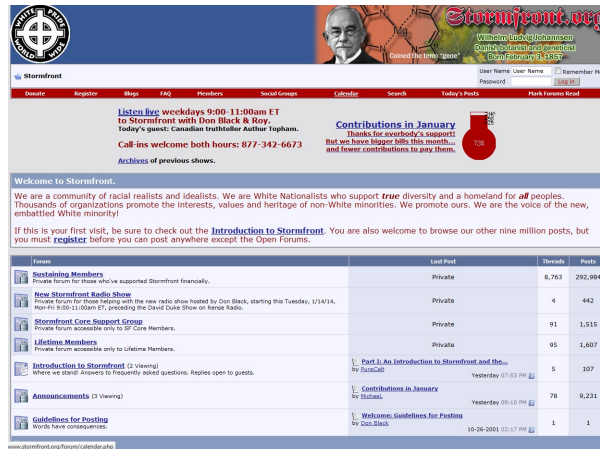 WHITE PRIDE
WORLD WIDE
Mg
N
N
Coined the term "gene"
Stormfront.org
Wilhelm Ludvig Johannsen
Danish botanist and geneticist
Born February 3, 1857
Stormfront
User Name User Name Remember Me
Password Log in
Donate Register Blogs FAQ Members Social Groups Calendar Search Today's Posts Mark Forums Read
Listen live weekdays 9:00-11:00am ET
to Stormfront with Don Black & Roy.
Today's guest: Canadian truthteller Authur Topham.
Call-ins welcome both hours: 877-342-6673
Archives of previous shows.
Contributions in January
Thanks for everybody's support!
But we have bigger bills this month...
and fewer contributions to pay them.
73%
Welcome to Stormfront.
We are a community of racial realists and idealists. We are White Nationalists who support true diversity and a homeland for all peoples.
Thousands of organizations promote the interests, values and heritage of non-White minorities. We promote ours. We are the voice of the new,
embattled White minority!
If this is your first visit, be sure to check out the Introduction to Stormfront. You are also welcome to browse our other nine million posts, but
you must register before you can post anywhere except the Open Forums.
Forum Last Post Threads Posts
Sustaining Members
Private forum for those who've supported Stormfront financially.
Private 8,763 292,984
New Stormfront Radio Show
Private forum for those helping with the new radio show hosted by Don Black, starting this Tuesday, 1/14/14,
Mon-Fri 9:00-11:00am ET, preceding the David Duke Show on Rense Radio.
Private 4 442
Stormfront Core Support Group
Private forum accessible only to SF Core Members.
Private 91 1,515
Lifetime Members
Private forum accessible only to Lifetime Members.
Private 95 1,607
Introduction to Stormfront (2 Viewing)
Where we stand! Answers to frequently asked questions. Replies open to guests.
Part I: An Introduction to Stormfront and the...
by PureCelt
Yesterday 07:53 PM
5 107
Announcements (3 Viewing)
Contributions in January
by Michael.
Yesterday 09:10 PM
78 9,231
Guidelines for Posting
Words have consequences.
Welcome: Guidelines for Posting
by Don Black
10-26-2001 02:17 PM
1 1
www.stormfront.org/forum/calendar.php